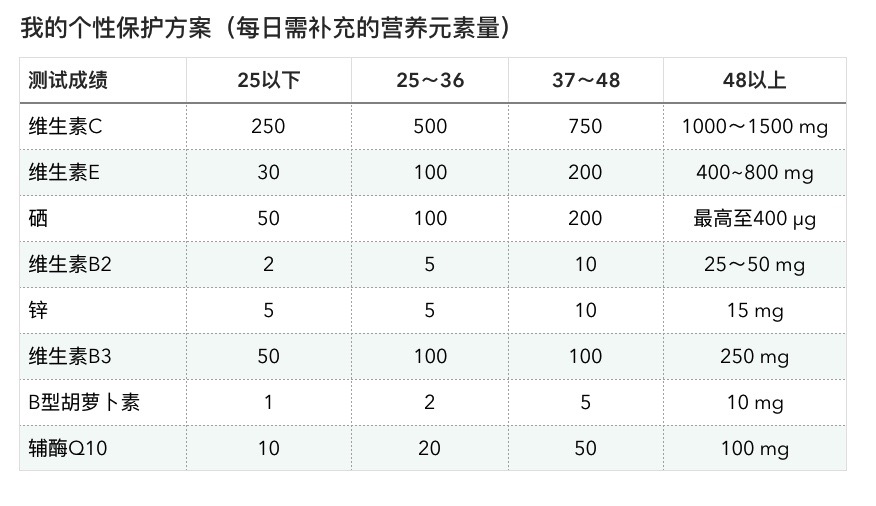 我的个性保护方案（每日需补充的营养元素量）
测试成绩 25以下 25～36 37～48 48以上
维生素C 250 500 750 1000～1500 mg
维生素E 30 100 200 400~800 mg
硒 50 100 200 最高至400 µg
维生素B2 2 5 10 25～50 mg
锌 5 5 10 15 mg
维生素B3 50 100 100 250 mg
B型胡萝卜素 1 2 5 10 mg
辅酶Q10 10 20 50 100 mg